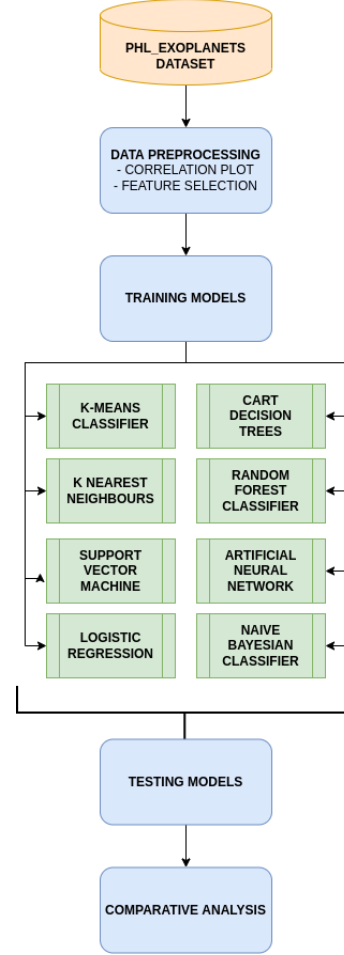 PHL_EXOPLANETS
DATASET
DATA PREPROCESSING
- CORRELATION PLOT
- FEATURE SELECTION
TRAINING MODELS
K-MEANS
CLASSIFIER
CART
DECISION
TREES
K NEAREST
NEIGHBOURS
RANDOM
FOREST
CLASSIFIER
SUPPORT
VECTOR
MACHINE
ARTIFICIAL
NEURAL
NETWORK
LOGISTIC
REGRESSION
NAIVE
BAYESIAN
CLASSIFIER
TESTING MODELS
COMPARATIVE ANALYSIS